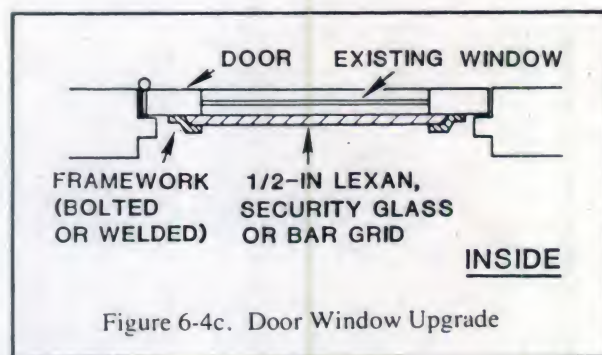 DOOR
EXISTING WINDOW
FRAMEWORK
(BOLTED
OR WELDED)
1/2-IN LEXAN,
SECURITY GLASS
OR BAR GRID
INSIDE
Figure 6-4c. Door Window Upgrade